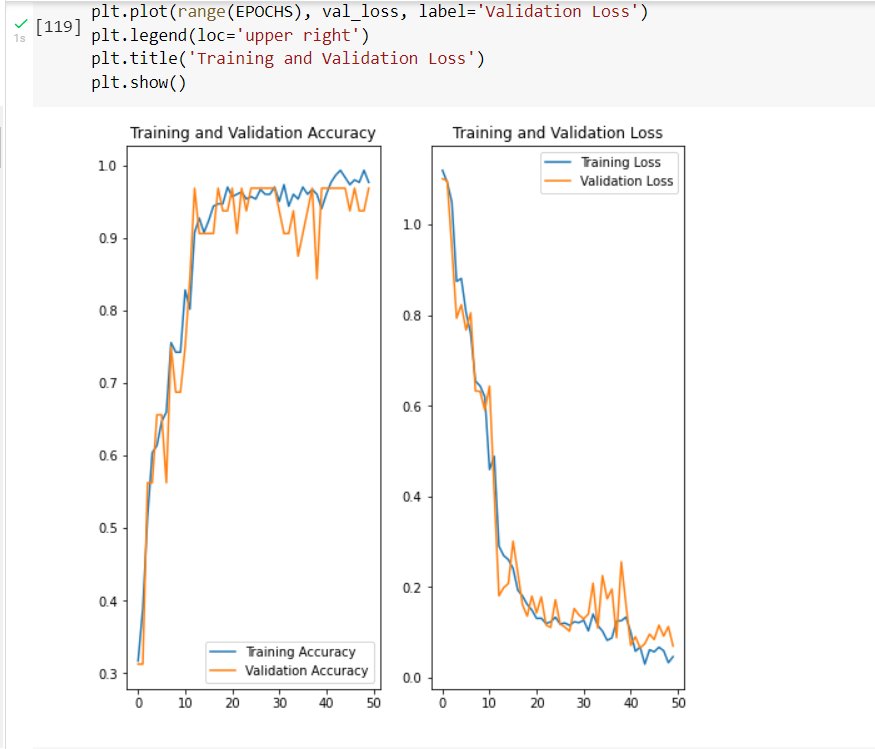 plt.plot(range(EPOCHS), val_loss, label='Validation Loss')
[119]
1s
plt.legend(loc='upper right')
plt.title('Training and Validation Loss')
plt.show()
Training and Validation Accuracy
1.0
0.9
0.8
0.7
0.6
0.5
0.4
0.3
Training Accuracy
Validation Accuracy
0 10 20 30 40 50
Training and Validation Loss
Training Loss
Validation Loss
1.0
0.8
0.6
0.4
0.2
0.0
0 10 20 30 40 50